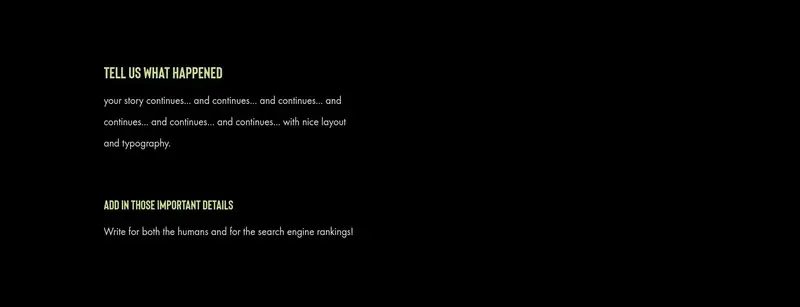 TELL US WHAT HAPPENED
your story continues... and continues... and continues... and
continues... and continues... and continues... with nice layout
and typography.
ADD IN THOSE IMPORTANT DETAILS
Write for both the humans and for the search engine rankings!